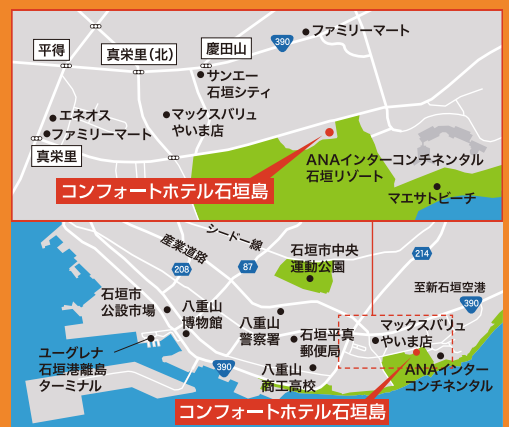 ファミリーマート
390
平得
真栄里(北)
慶田山
サンエー
石垣シティ
エネオス
マックスバリュ
やいま店
ファミリーマート
真栄里
ANAインターコンチネンタル
石垣リゾート
コンフォートホテル石垣島
マエサトビーチ
シードー線
産業道路
石垣市中央
運動公園
208
87
214
至新石垣空港
390
石垣市
公設市場
八重山
博物館
八重山
警察署
石垣平真
郵便局
マックスバリュ
やいま店
ユーグレナ
石垣港離島
ターミナル
390
八重山
商工高校
ANAインター
コンチネンタル
コンフォートホテル石垣島